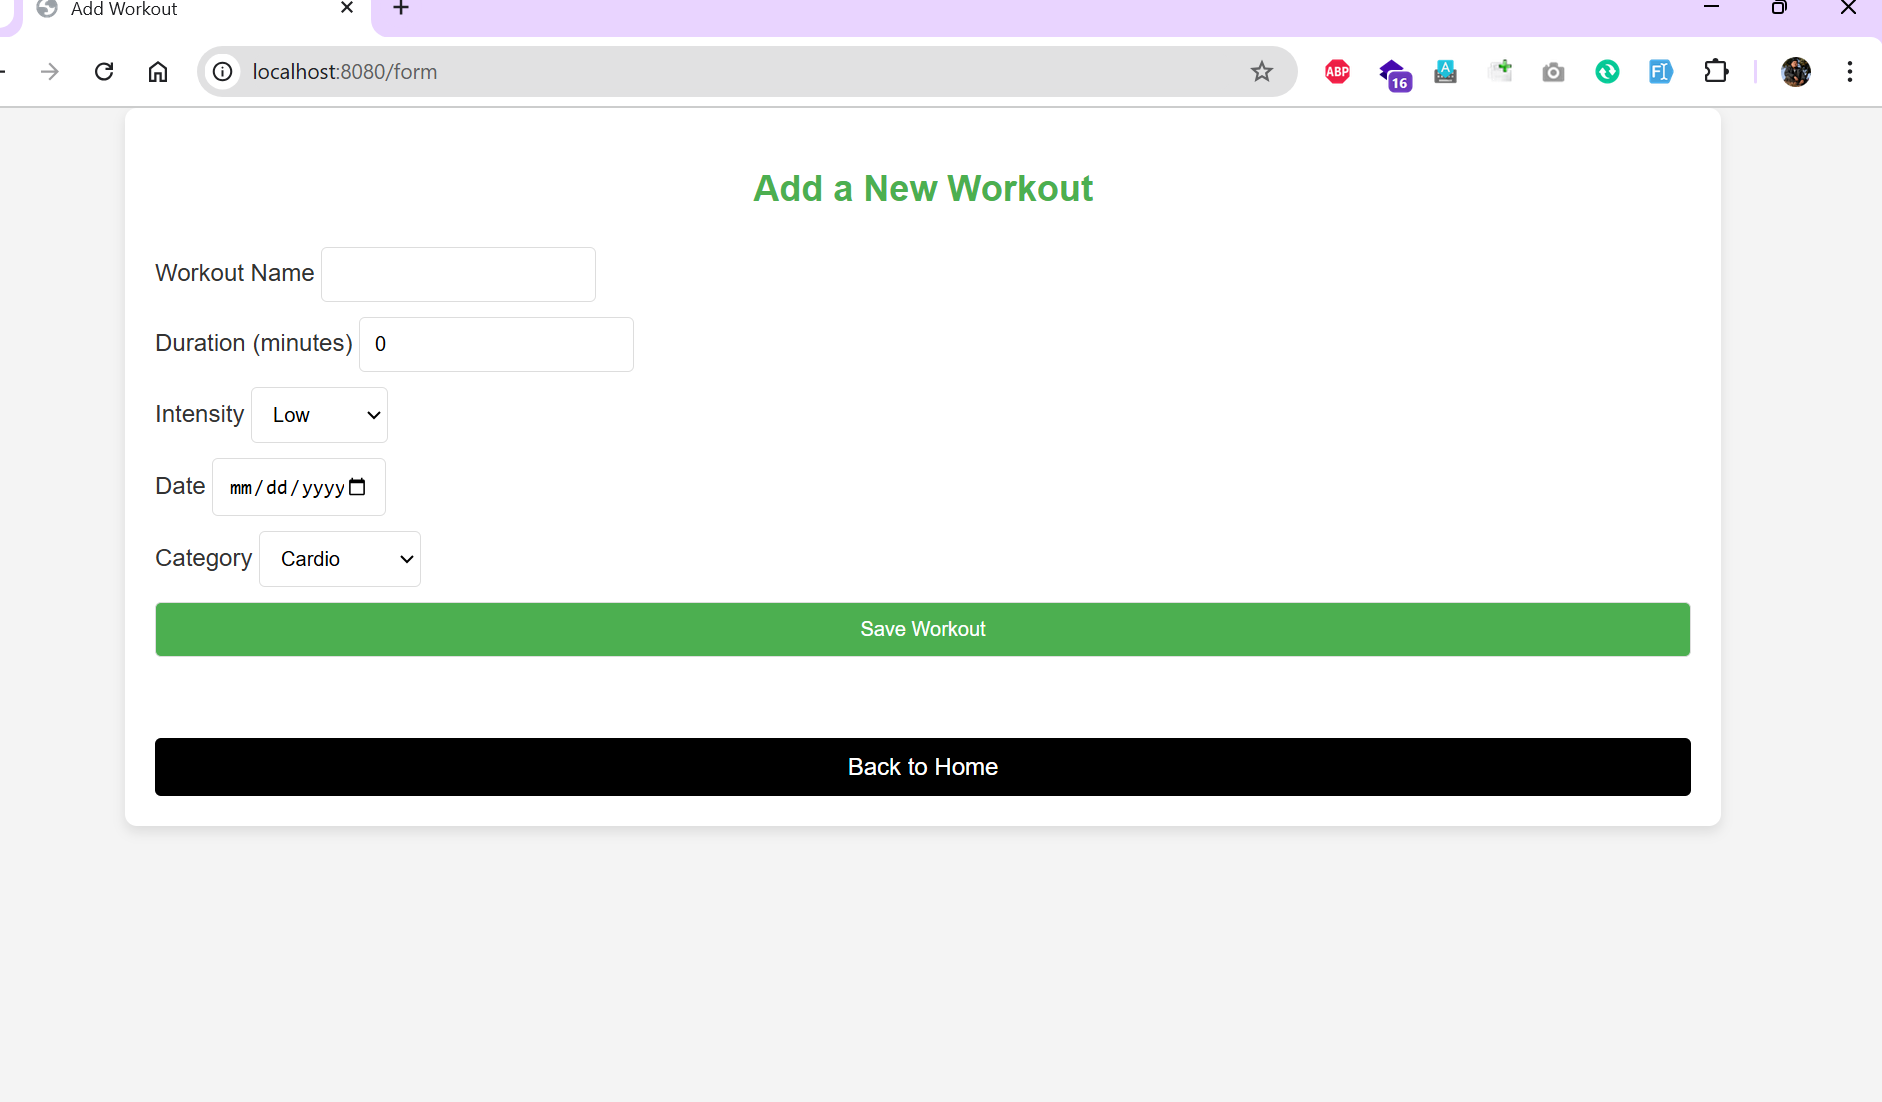 Add Workout
localhost:8080/form
ABP
16
A
Add a New Workout
Workout Name
Duration (minutes) 0
Intensity Low
Date mm/dd/yyyy
Category Cardio
Save Workout
Back to Home